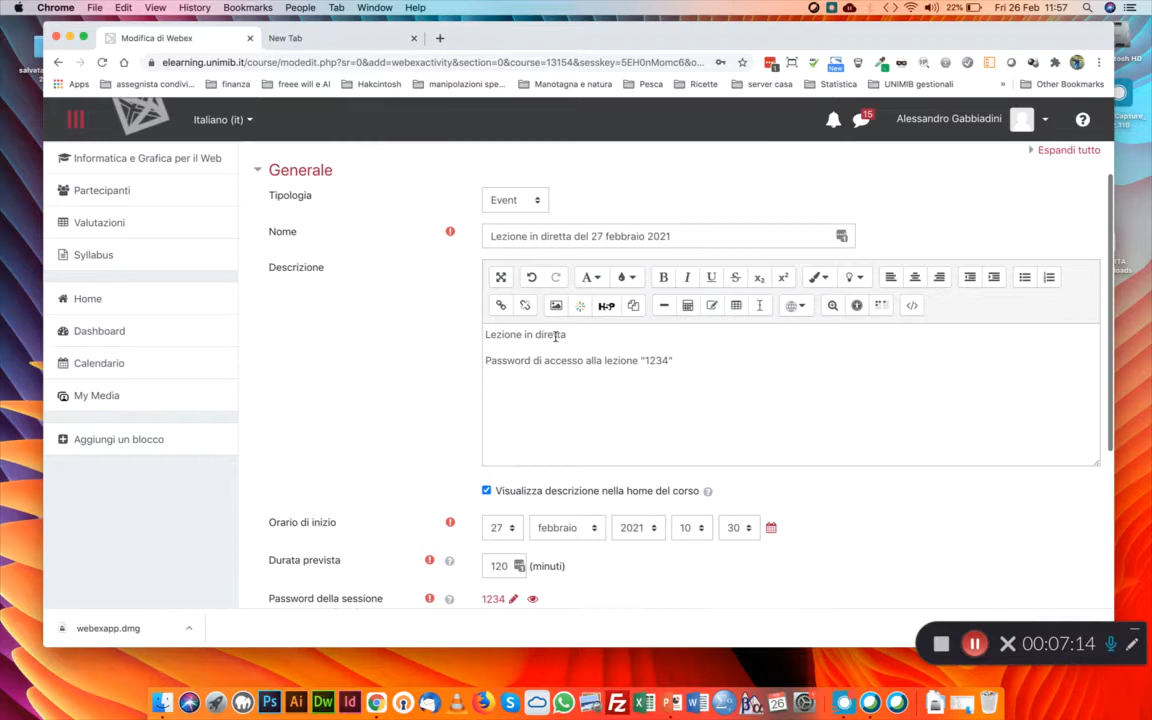 Chrome File Edit View History Bookmarks People Tab Window Help 22% Fri 26 Feb 11:57
Modifica di Webex New Tab
elearning.unimib.it/course/modedit.php?sr=0&add=webexactivity&section=0&course=13154&sesskey=5EH0nMomc6&o...
Apps assegnista condivi... finanza freee will e AI Hakcintosh manipolazioni spe... Manotagna e natura Pesca Ricette server casa Statistica UNIMIB gestionali » Other Bookmarks
Italiano (it) 15 Alessandro Gabbiadini
Informatica e Grafica per il Web
Partecipanti
Valutazioni
Syllabus
Home
Dashboard
Calendario
My Media
Aggiungi un blocco
Espandi tutto
Generale
Tipologia Event
Nome Lezione in diretta del 27 febbraio 2021
Descrizione
Lezione in diretta
Password di accesso alla lezione "1234"
Visualizza descrizione nella home del corso
Orario di inizio 27 febbraio 2021 10 30
Durata prevista 120 (minuti)
Password della sessione 1234
webexapp.dmg
00:07:14